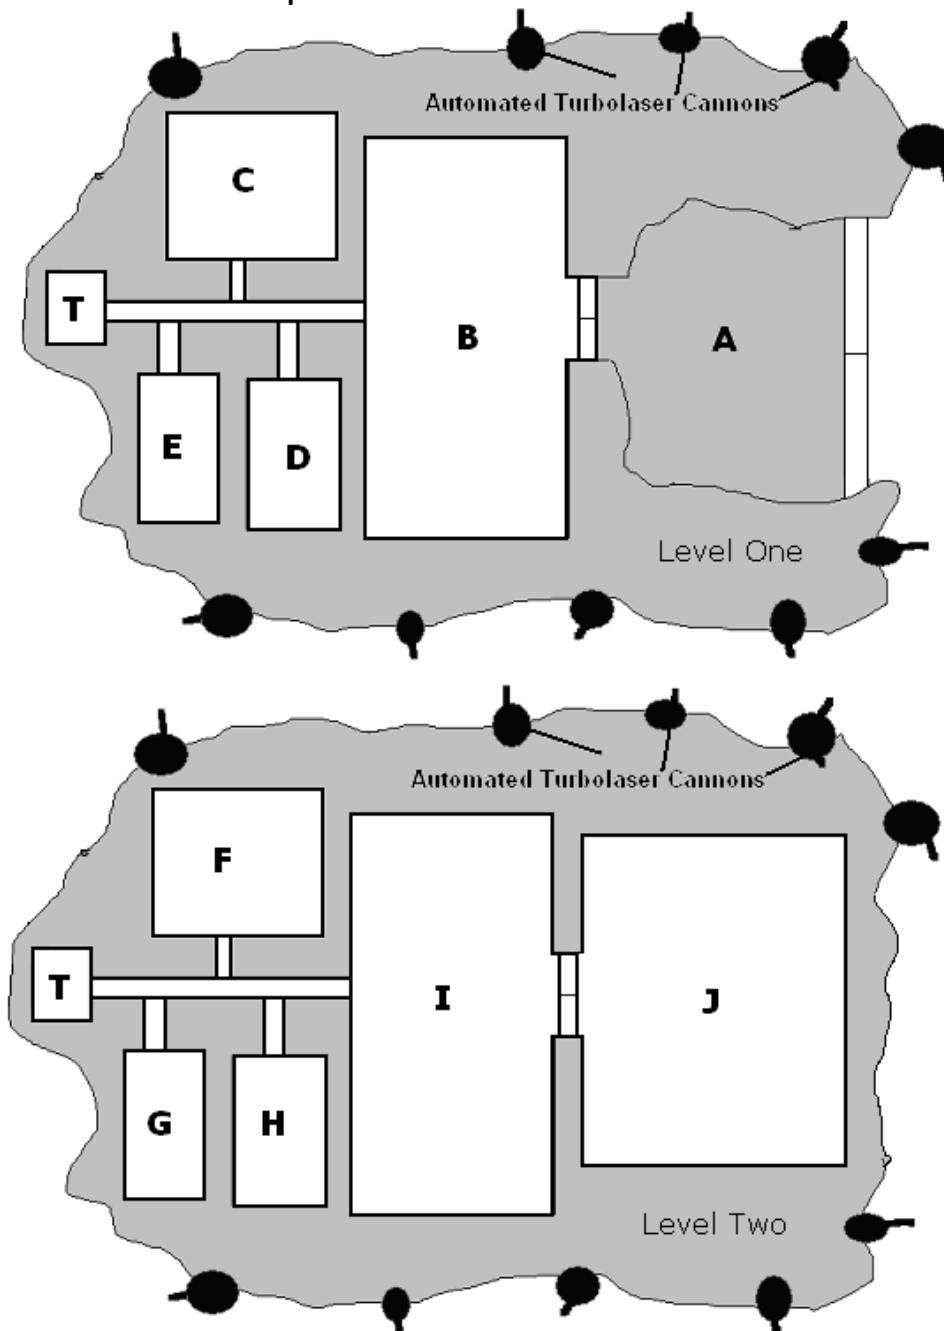 Automated Turbolaser Cannons
C
T
B
A
E
D
Level One
Automated Turbolaser Cannons
F
T
I
J
G
H
Level Two